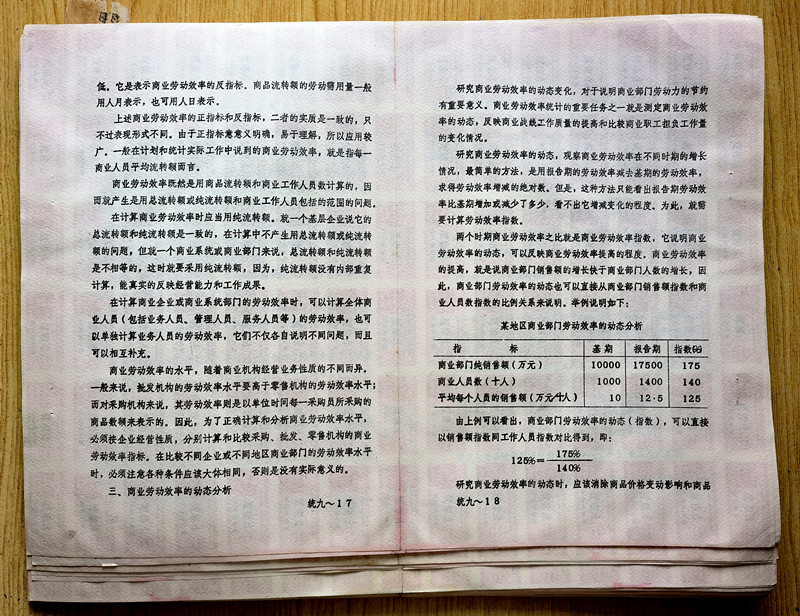 低。它是表示商业劳动效率的反指标。商品流转额的劳动需用量一般
用人月表示，也可用人日表示。
上述商业劳动效率的正指标和反指标，二者的实质是一致的，只
不过表现形式不同。由于正指标意意义明确，易于理解，所以应用较
广。一般在计划和统计实际工作中说到的商业劳动效率，就是指每一
商业人员平均流转额而言。
商业劳动效率既然是用商品流转额和商业工作人员数计算的，因
而就产生是用总流转额或纯流转额和商业工作人员包括的范围的问题。
在计算商业劳动效率时应当用纯流转额。就一个基层企业说它的
总流转额和纯流转额是一致的，在计算中不产生用总流转额或纯流转
额的问题，但就一个商业系统或商业部门来说，总流转额和纯流转额
是不相等的，这时就要采用纯流转额，因为，纯流转额没有内部重复
计算，能真实的反映经营能力和工作成果。
在计算商业企业或商业系统部门的劳动效率时，可以计算全体商
业人员（包括业务人员、管理人员、服务人员等）的劳动效率，也可
以单独计算业务人员的劳动效率，它们不仅各自说明不同问题，而且
可以相互补充。
商业劳动效率的水平，随着商业机构经营业务性质的不同而异。
一般来说，批发机构的劳动效率水平要高于零售机构的劳动效率水平；
而对采购机构来说，其劳动效率则是以单位时间每一采购员所采购的
商品数额来表示的。因此，为了正确计算和分析商业劳动效率水平，
必须按企业经营性质，分别计算和比较采购、批发、零售机构的商业
劳动效率指标。在比较不同企业或不同地区商业部门的劳动效率水平
时，必须注意各种条件应该大体相同，否则是没有实际意义的。
三、商业劳动效率的动态分析
统九～17
研究商业劳动效率的动态变化，对于说明商业部门劳动力的节约
有重要意义。商业劳动效率统计的重要任务之一就是测定商业劳动效
率的动态，反映商业战线工作质量的提高和比较商业职工担负工作量
的变化情况。
研究商业劳动效率的动态，观察商业劳动效率在不同时期的增长
情况，最简单的方法，是用报告期的劳动效率减去基期的劳动效率，
求得劳动效率增减的绝对数。但是，这种方法只能看出报告期劳动效
率比基期增加或减少了多少，看不出它增减变化的程度。为此，就需
要计算劳动效率指数。
两个时期商业劳动效率之比就是商业劳动效率指数，它说明商业
劳动效率的动态，可以反映商业劳动效率提高的程度。商业劳动效率
的提高，就是说商业部门销售额的增长快于商业部门人数的增长，因
此，商业部门劳动效率的动态也可以直接从商业部门销售额指数和商
业人员数指数的比例关系来说明。举例说明如下：
某地区商业部门劳动效率的动态分析
指 标 基期 报告期 指数(%)
商业部门纯销售额（万元） 10000 17500 175
商业人员数（十人） 1000 1400 140
平均每个人员的销售额（万元/十人） 10 12·5 125
由上例可以看出，商业部门劳动效率的动态（指数），可以直接
以销售额指数同工作人员指数对比得到，即：
125%=175%/140%
研究商业劳动效率的动态时，应该消除商品价格变动影响和商品
统九～18